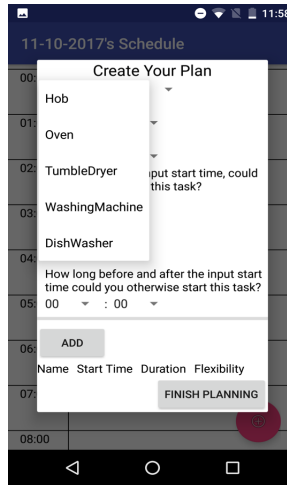 11:58
11-10-2017's Schedule
Create Your Plan
00:
Hob
01:
Oven
02:
TumbleDryer
put start time, could
this task?
WashingMachine
03:
DishWasher
04:
How long before and after the input start
time could you otherwise start this task?
05:
00 : 00
ADD
06:
Name Start Time Duration Flexibility
07:
FINISH PLANNING
08:00